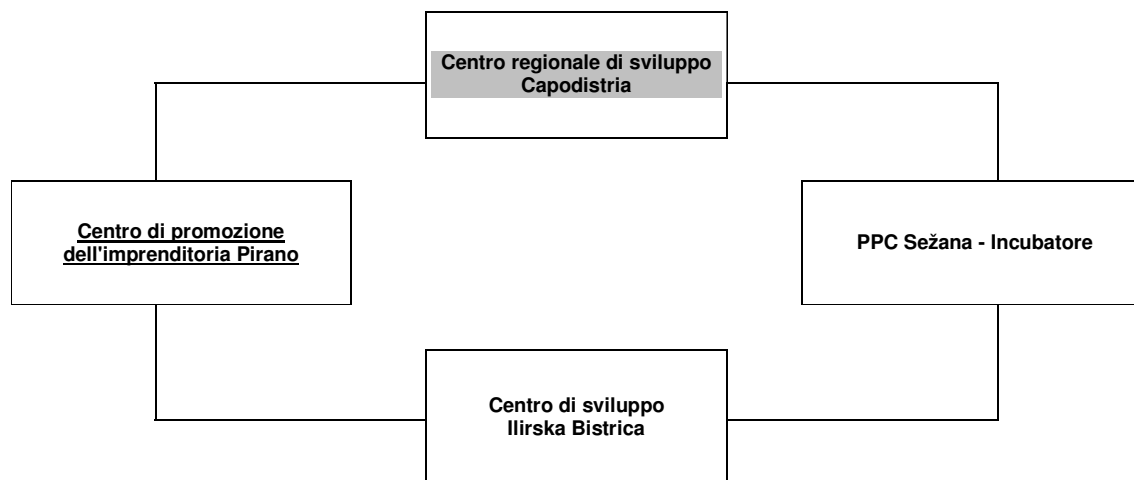 Centro regionale di sviluppo
Capodistria
Centro di promozione
dell'imprenditoria Pirano
PPC Sežana - Incubatore
Centro di sviluppo
Ilirska Bistrica